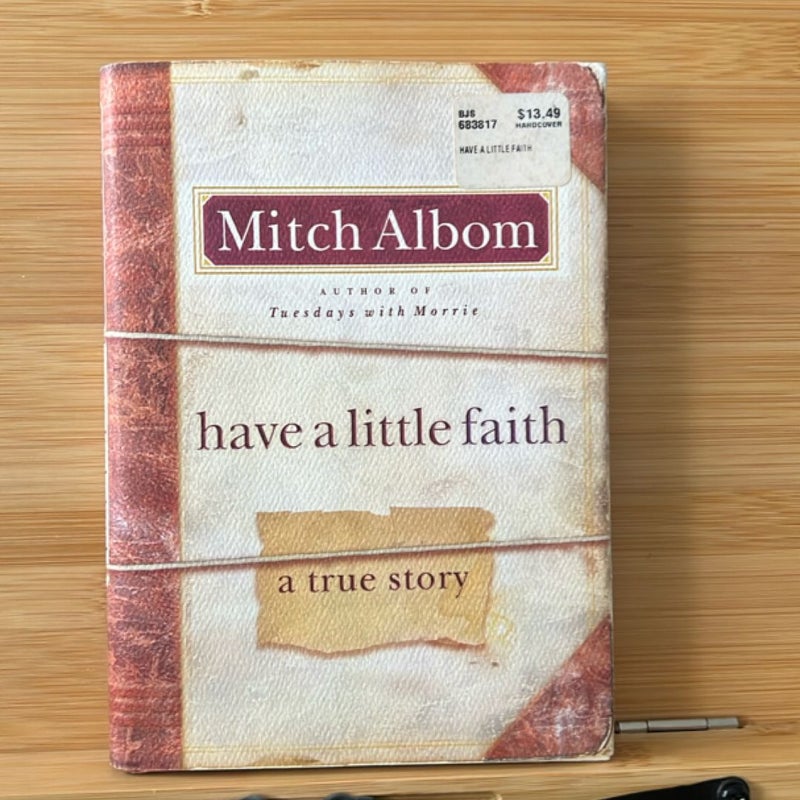 BJS $13.49
683817 HARDCOVER
HAVE A LITTLE FAITH
Mitch Albom
AUTHOR OF
Tuesdays with Morrie
have a little faith
a true story